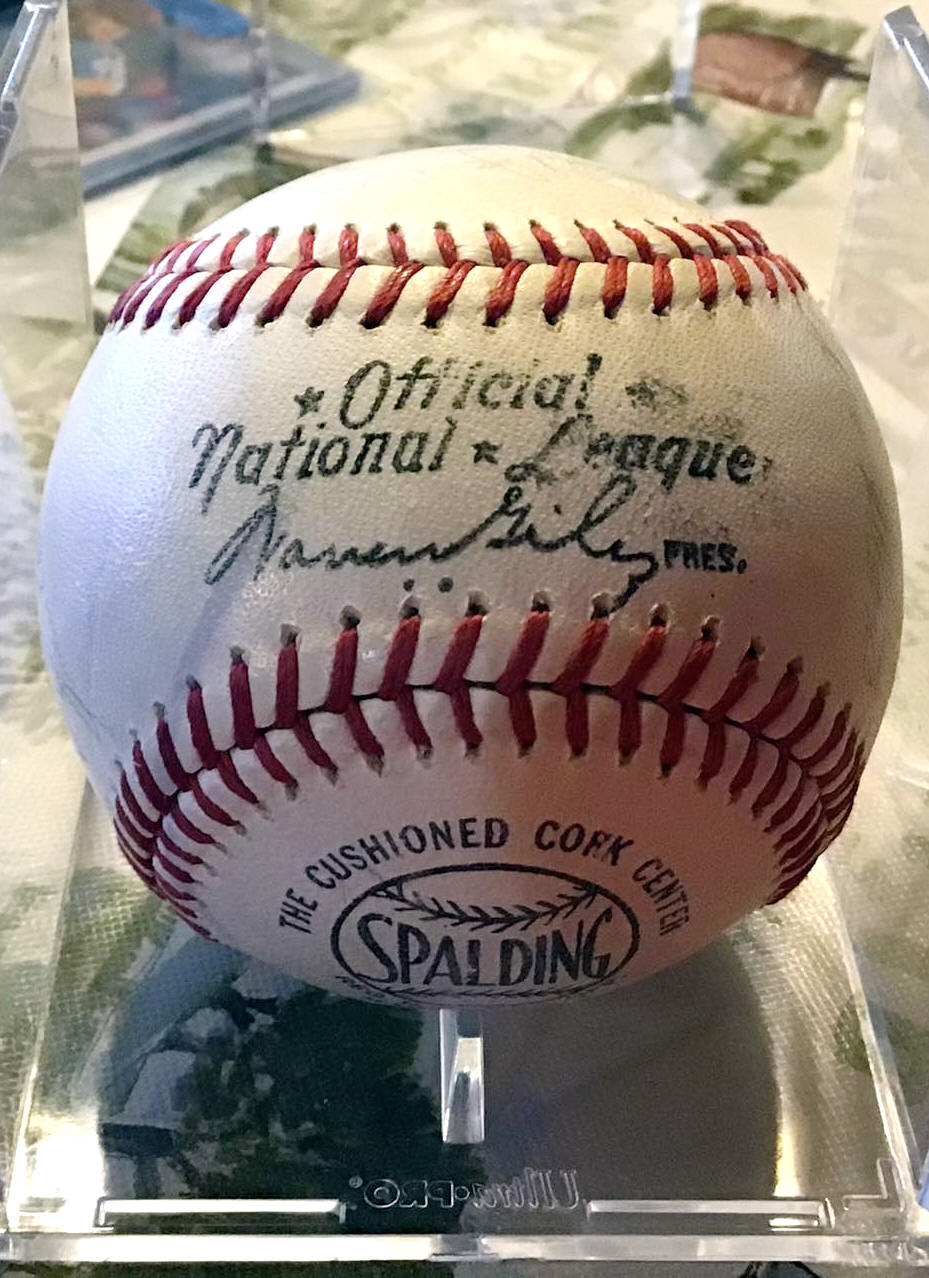 ★ Official ★
National ★ League
Warren Giles PRES.
THE CUSHIONED CORK CENTER
SPALDING
Ultra•PRO®